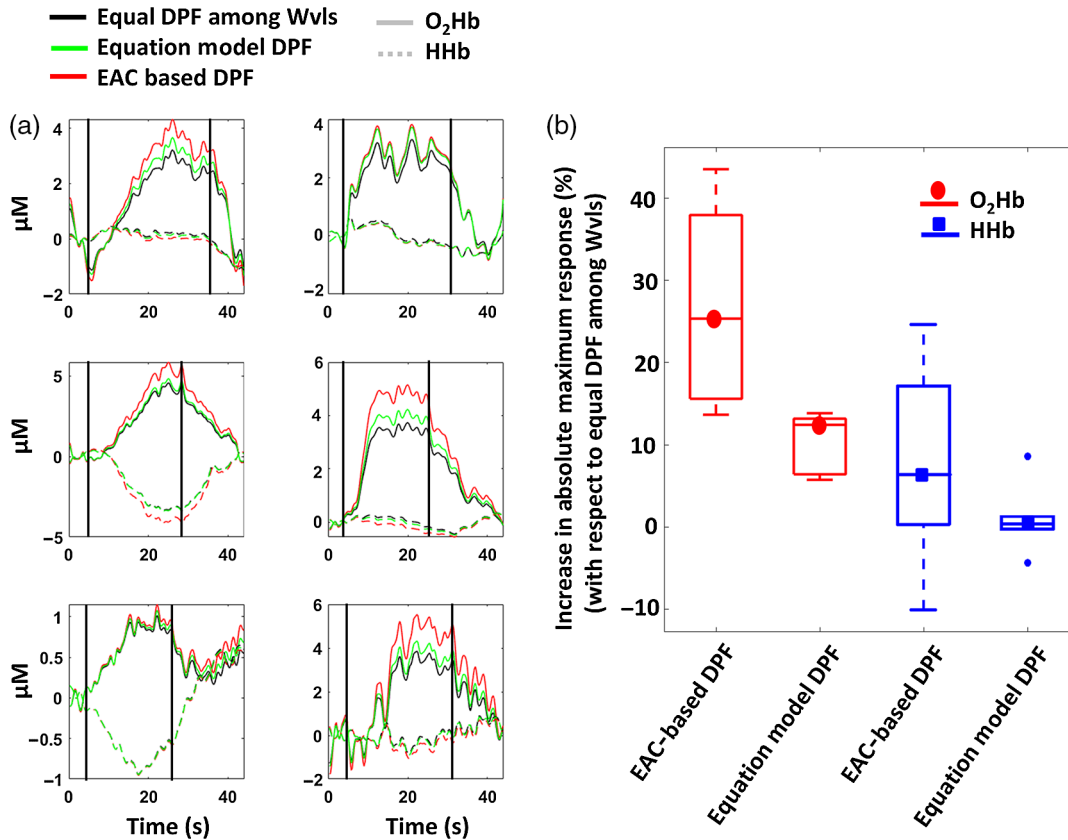 Equal DPF among Wvls
Equation model DPF
EAC based DPF
O2Hb
HHb
(a)
4
2
0
−2
μM
0
20
40
4
2
0
−2
0
20
40
5
0
−5
μM
0
20
40
6
4
2
0
0
20
40
1
0.5
0
−0.5
−1
μM
0
20
40
Time (s)
6
4
2
0
−2
0
20
40
Time (s)
(b)
Increase in absolute maximum response (%)
(with respect to equal DPF among Wvls)
40
30
20
10
0
−10
O2Hb
HHb
EAC-based DPF
Equation model DPF
EAC-based DPF
Equation model DPF